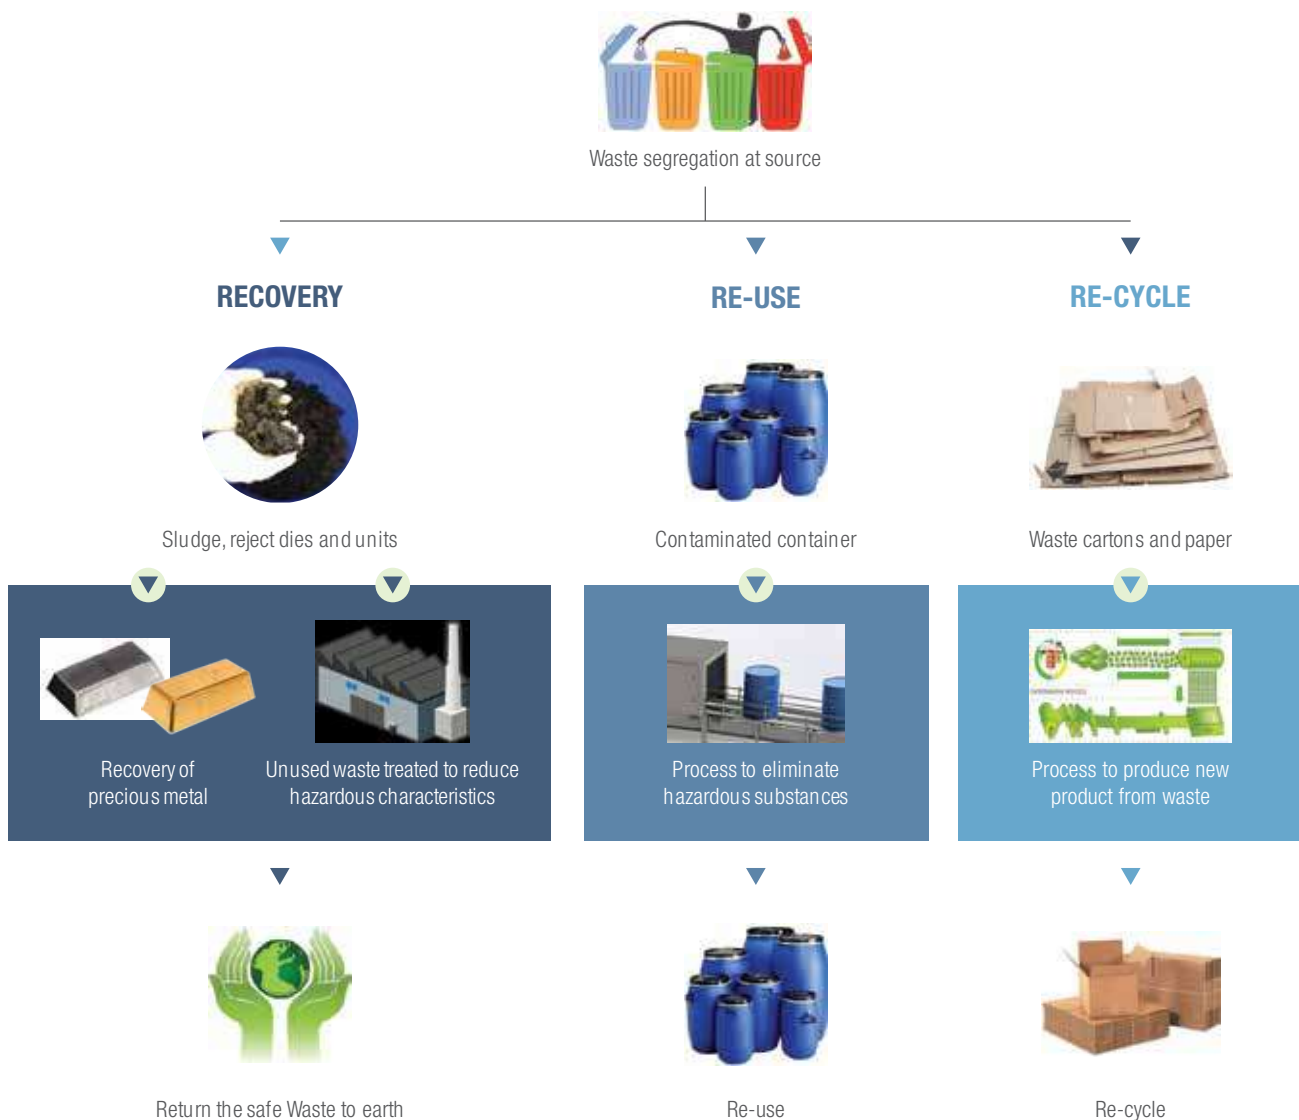 Waste segregation at source
RECOVERY
RE-USE
RE-CYCLE
Sludge, reject dies and units
Contaminated container
Waste cartons and paper
Recovery of
precious metal
Unused waste treated to reduce
hazardous characteristics
Process to eliminate
hazardous substances
Process to produce new
product from waste
Return the safe Waste to earth
Re-use
Re-cycle